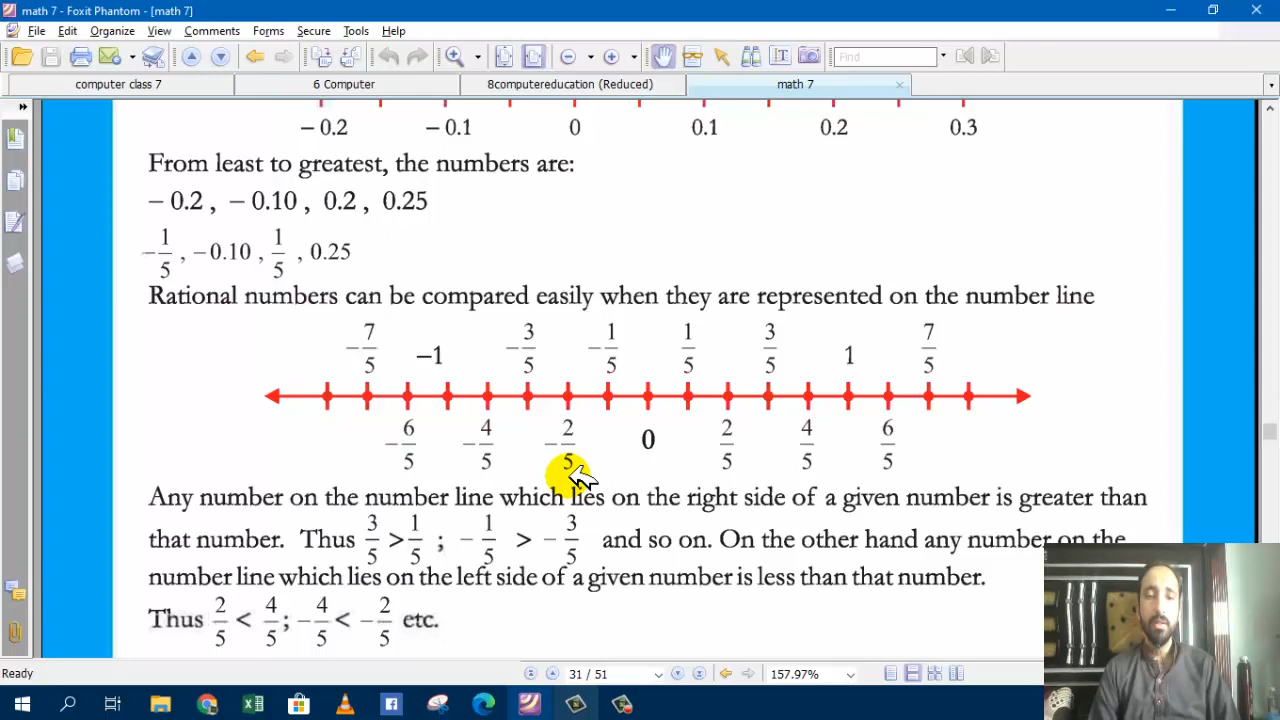 math 7 - Foxit Phantom - [math 7]
File Edit Organize View Comments Forms Secure Tools Help
Find
computer class 7 6 Computer 8computereducation (Reduced) math 7
– 0.2 – 0.1 0 0.1 0.2 0.3
From least to greatest, the numbers are:
– 0.2 , – 0.10 , 0.2 , 0.25
–1/5 , –0.10 , 1/5 , 0.25
Rational numbers can be compared easily when they are represented on the number line
–7/5 –1 –3/5 –1/5 1/5 3/5 1 7/5
–6/5 –4/5 –2/5 0 2/5 4/5 6/5
Any number on the number line which lies on the right side of a given number is greater than
that number. Thus 3/5 > 1/5 ; –1/5 > –3/5 and so on. On the other hand any number on the
number line which lies on the left side of a given number is less than that number.
Thus 2/5 < 4/5; –4/5 < –2/5 etc.
Ready 31 / 51 157.97%